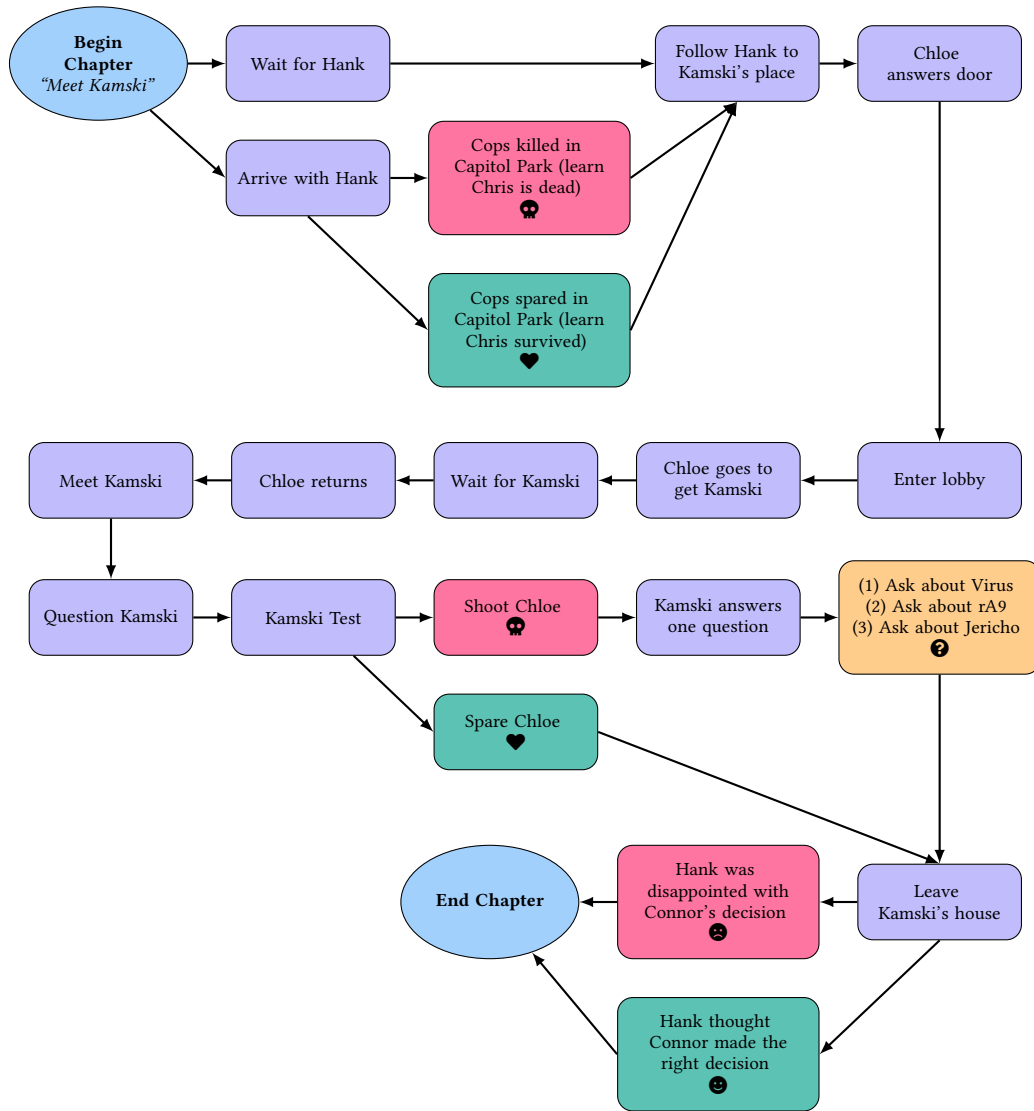 Begin
Chapter
“Meet Kamski”
Wait for Hank
Follow Hank to
Kamski’s place
Chloe
answers door
Arrive with Hank
Cops killed in
Capitol Park (learn
Chris is dead)
Cops spared in
Capitol Park (learn
Chris survived)
Meet Kamski
Chloe returns
Wait for Kamski
Chloe goes to
get Kamski
Enter lobby
Question Kamski
Kamski Test
Shoot Chloe
Kamski answers
one question
(1) Ask about Virus
(2) Ask about rA9
(3) Ask about Jericho
?
Spare Chloe
End Chapter
Hank was
disappointed with
Connor’s decision
Leave
Kamski’s house
Hank thought
Connor made the
right decision